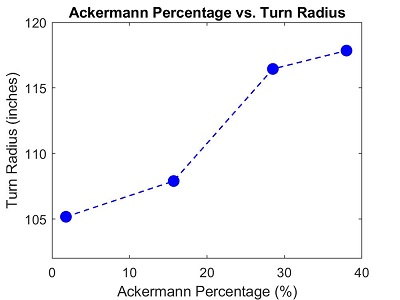 Ackermann Percentage vs. Turn Radius
120
115
110
105
Turn Radius (inches)
0 10 20 30 40
Ackermann Percentage (%)